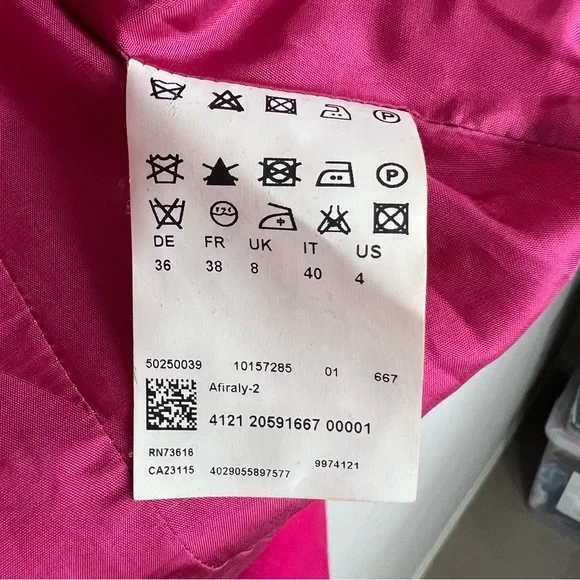 P
P
DE FR UK IT US
36 38 8 40 4
50250039 10157285 01 667
Afiraly-2
4121 20591667 00001
RN73616 9974121
CA23115 4029055897577